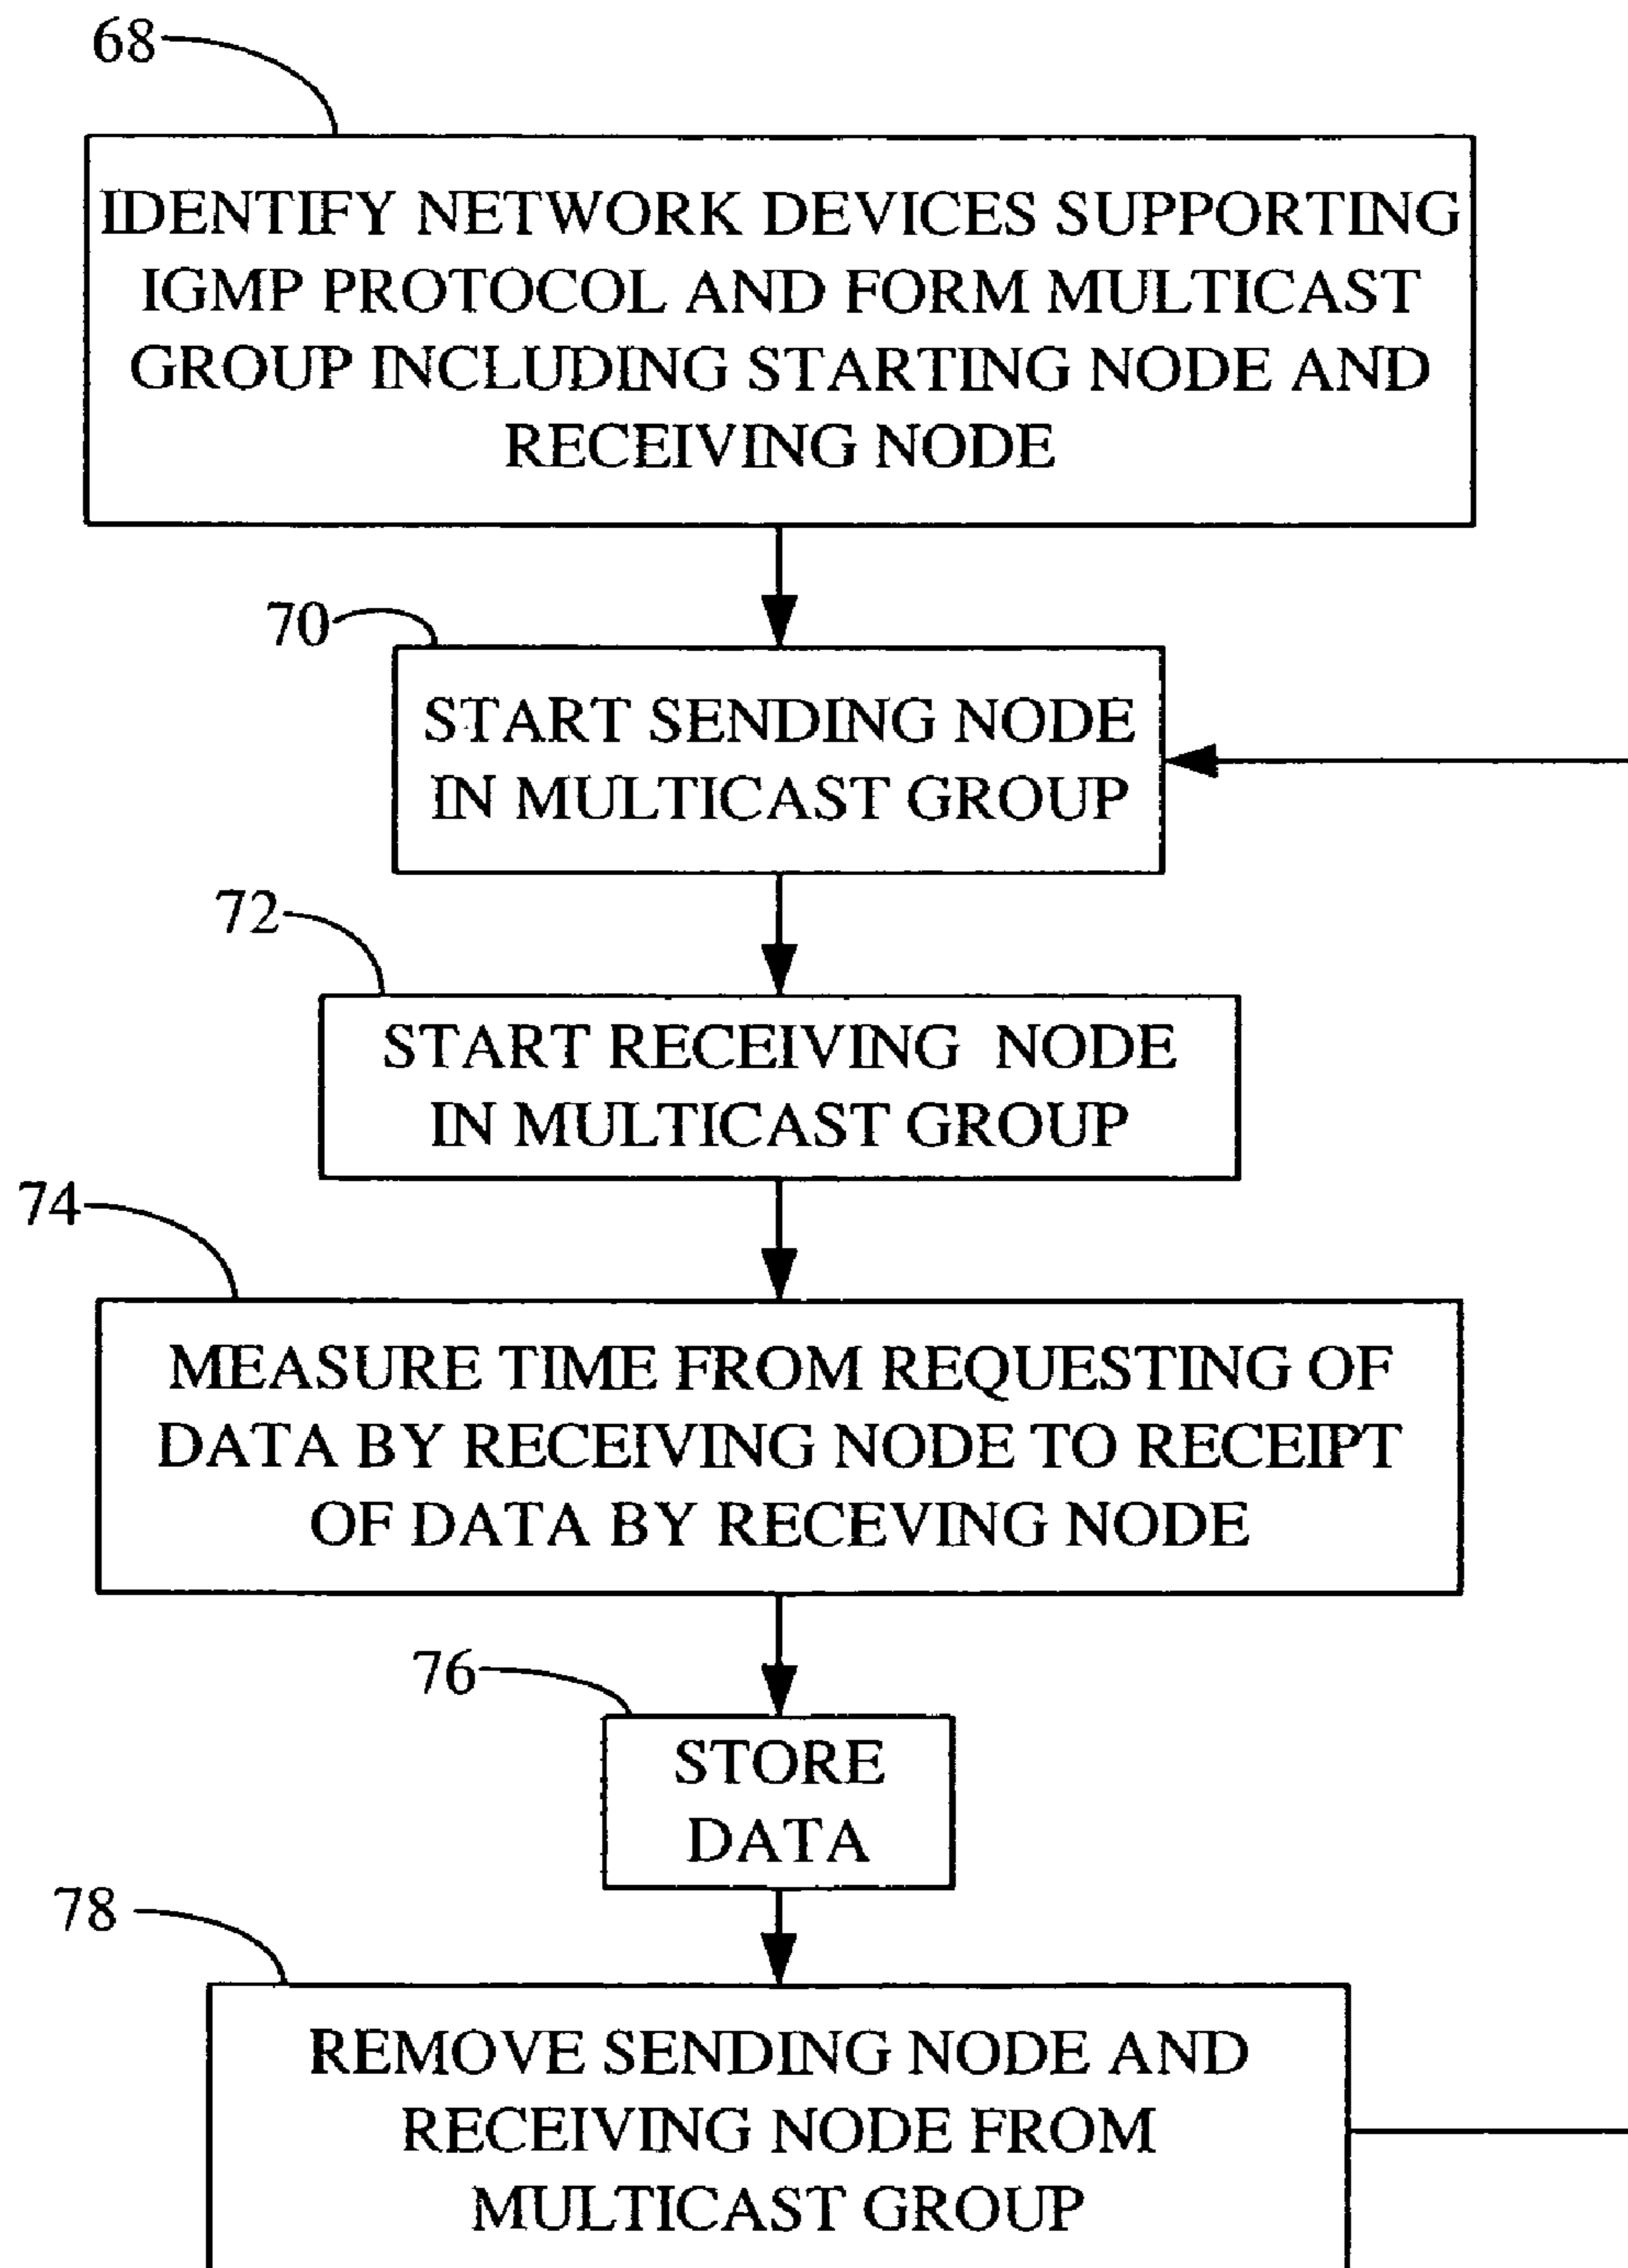 68
IDENTIFY NETWORK DEVICES SUPPORTING
IGMP PROTOCOL AND FORM MULTICAST
GROUP INCLUDING STARTING NODE AND
RECEIVING NODE
70
START SENDING NODE
IN MULTICAST GROUP
72
START RECEIVING NODE
IN MULTICAST GROUP
74
MEASURE TIME FROM REQUESTING OF
DATA BY RECEIVING NODE TO RECEIPT
OF DATA BY RECEVING NODE
76
STORE
DATA
78
REMOVE SENDING NODE AND
RECEIVING NODE FROM
MULTICAST GROUP